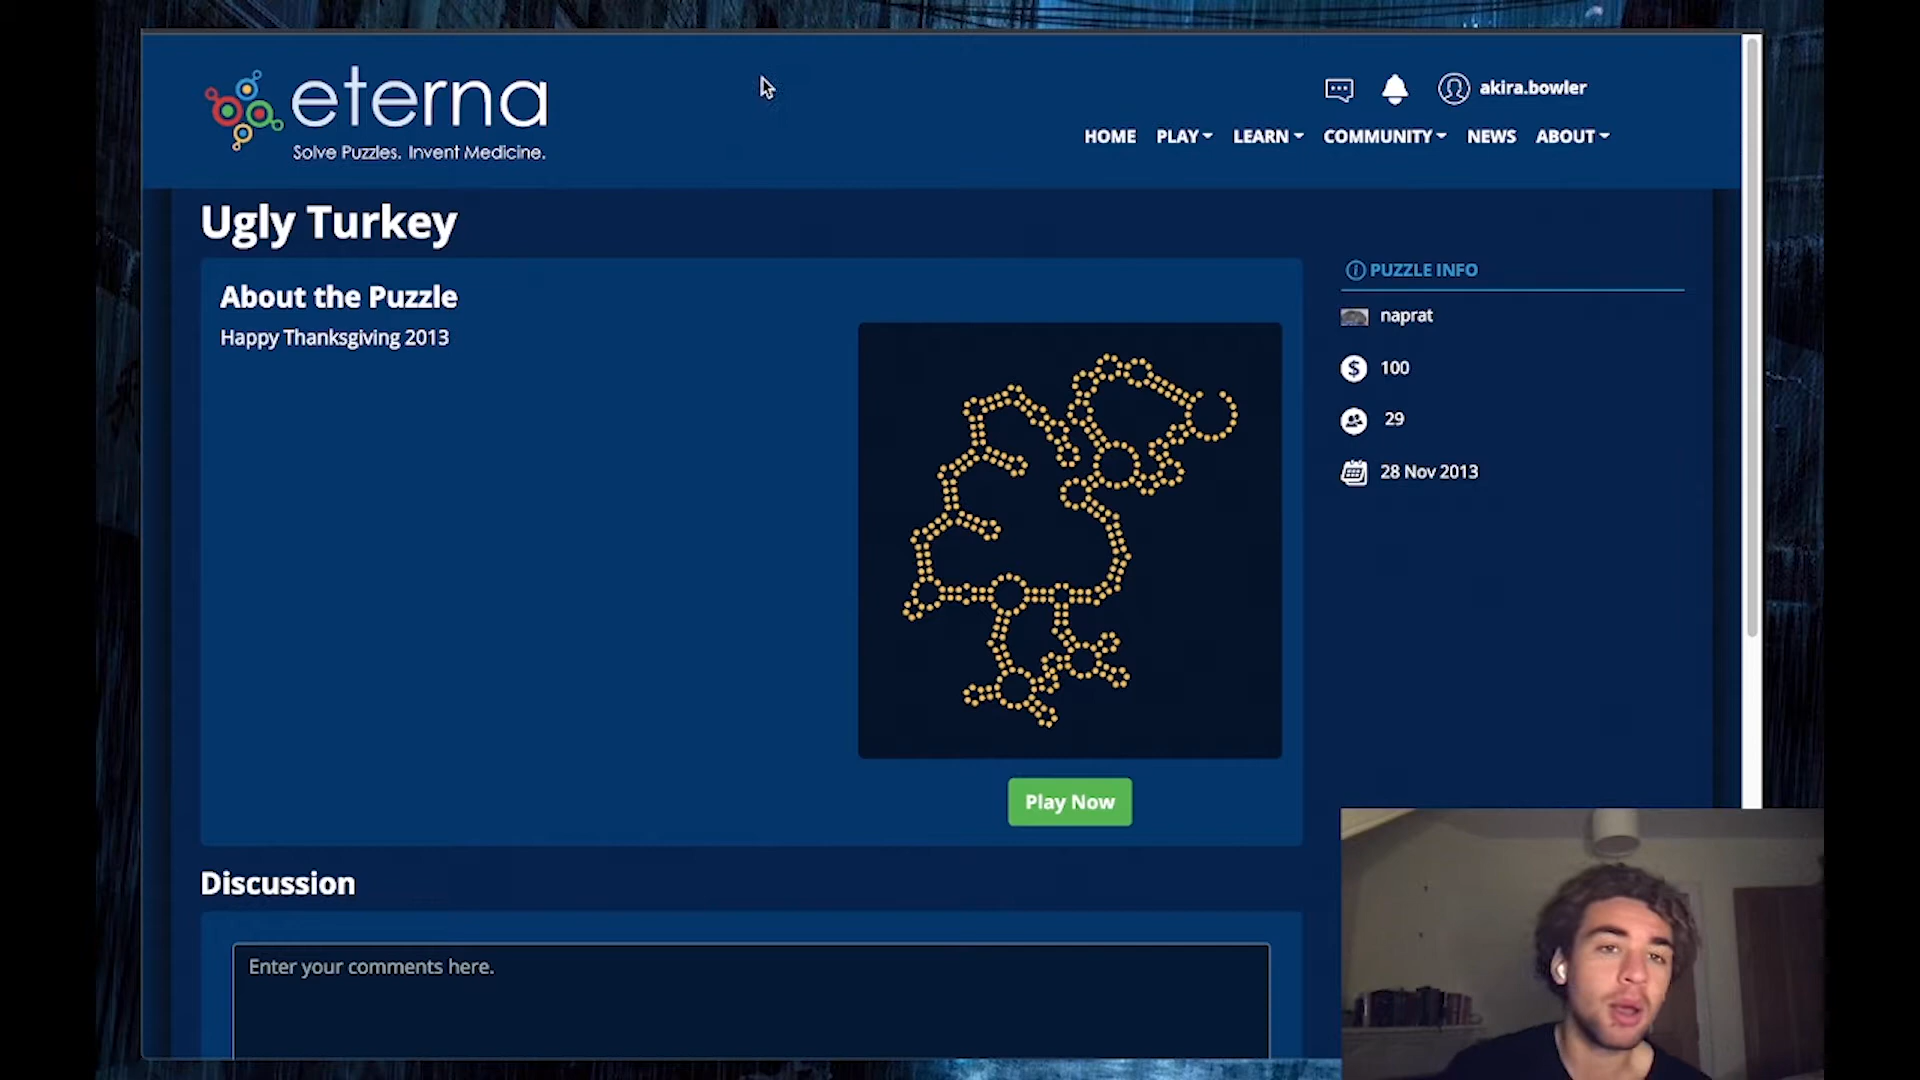 eterna
Solve Puzzles. Invent Medicine.
akira.bowler
HOME PLAY LEARN COMMUNITY NEWS ABOUT
Ugly Turkey
About the Puzzle
Happy Thanksgiving 2013
PUZZLE INFO
naprat
$ 100
29
28 Nov 2013
Play Now
Discussion
Enter your comments here.